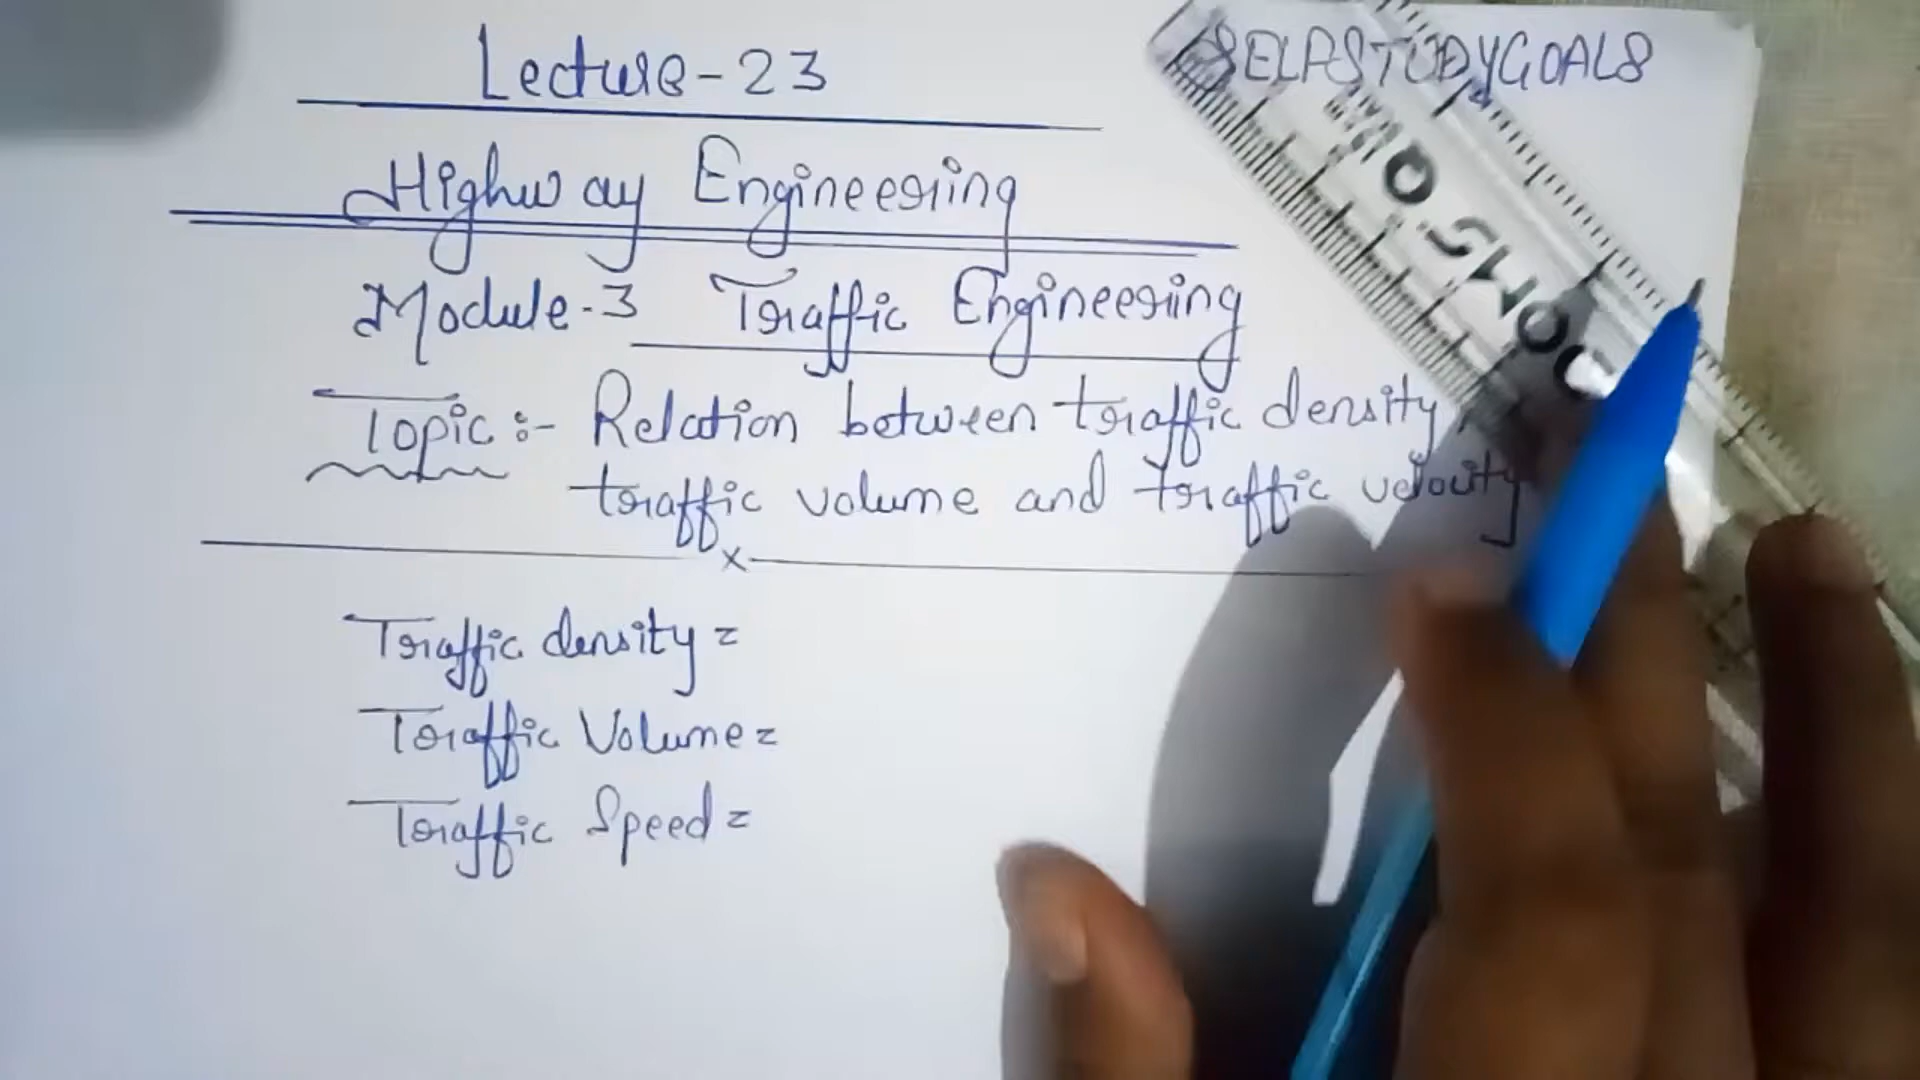 Lecture-23
SELFSTUDYGOALS
Highway Engineering
Module-3 Traffic Engineering
Topic :- Relation between traffic density,
traffic volume and traffic velocity
x
Traffic density =
Traffic Volume =
Traffic Speed =